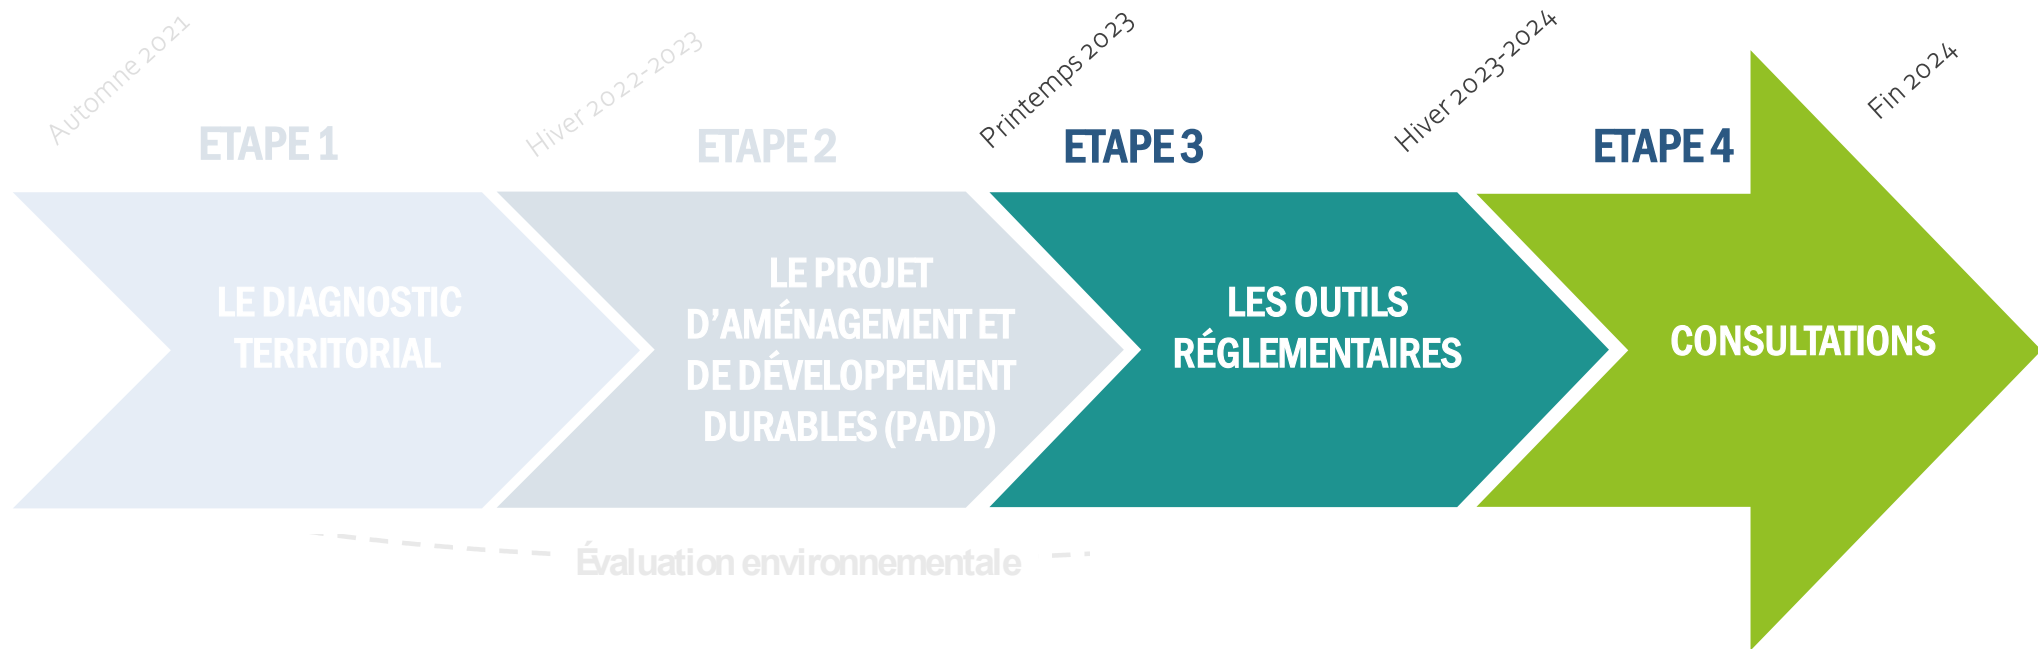 Automne 2021
Hiver 2022-2023
Printemps 2023
Hiver 2023-2024
Fin 2024
ETAPE 1
ETAPE 2
ETAPE 3
ETAPE 4
LE DIAGNOSTIC
TERRITORIAL
LE PROJET
D’AMÉNAGEMENT ET
DE DÉVELOPPEMENT
DURABLES (PADD)
LES OUTILS
RÉGLEMENTAIRES
CONSULTATIONS
Évaluation environnementale